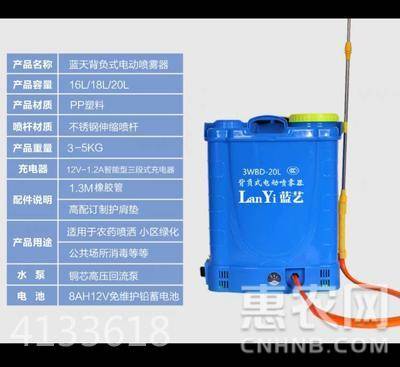 产品名称 蓝天背负式电动喷雾器
产品容量 16L/18L/20L
产品材质 PP塑料
喷杆材质 不锈钢伸缩喷杆
产品重量 3-5KG
充电器 12V-1.2A智能型三段式充电器
配件说明 1.3M橡胶管
高配订制护肩垫
产品用途 适用于农药喷洒 小区绿化
公共场所消毒等等
水 泵 铜芯高压回流泵
电 池 8AH12V免维护铅蓄电池
3WBD-20L
背负式电动喷雾器
LanYi 蓝艺
4133618
惠农网
CNHNB.COM